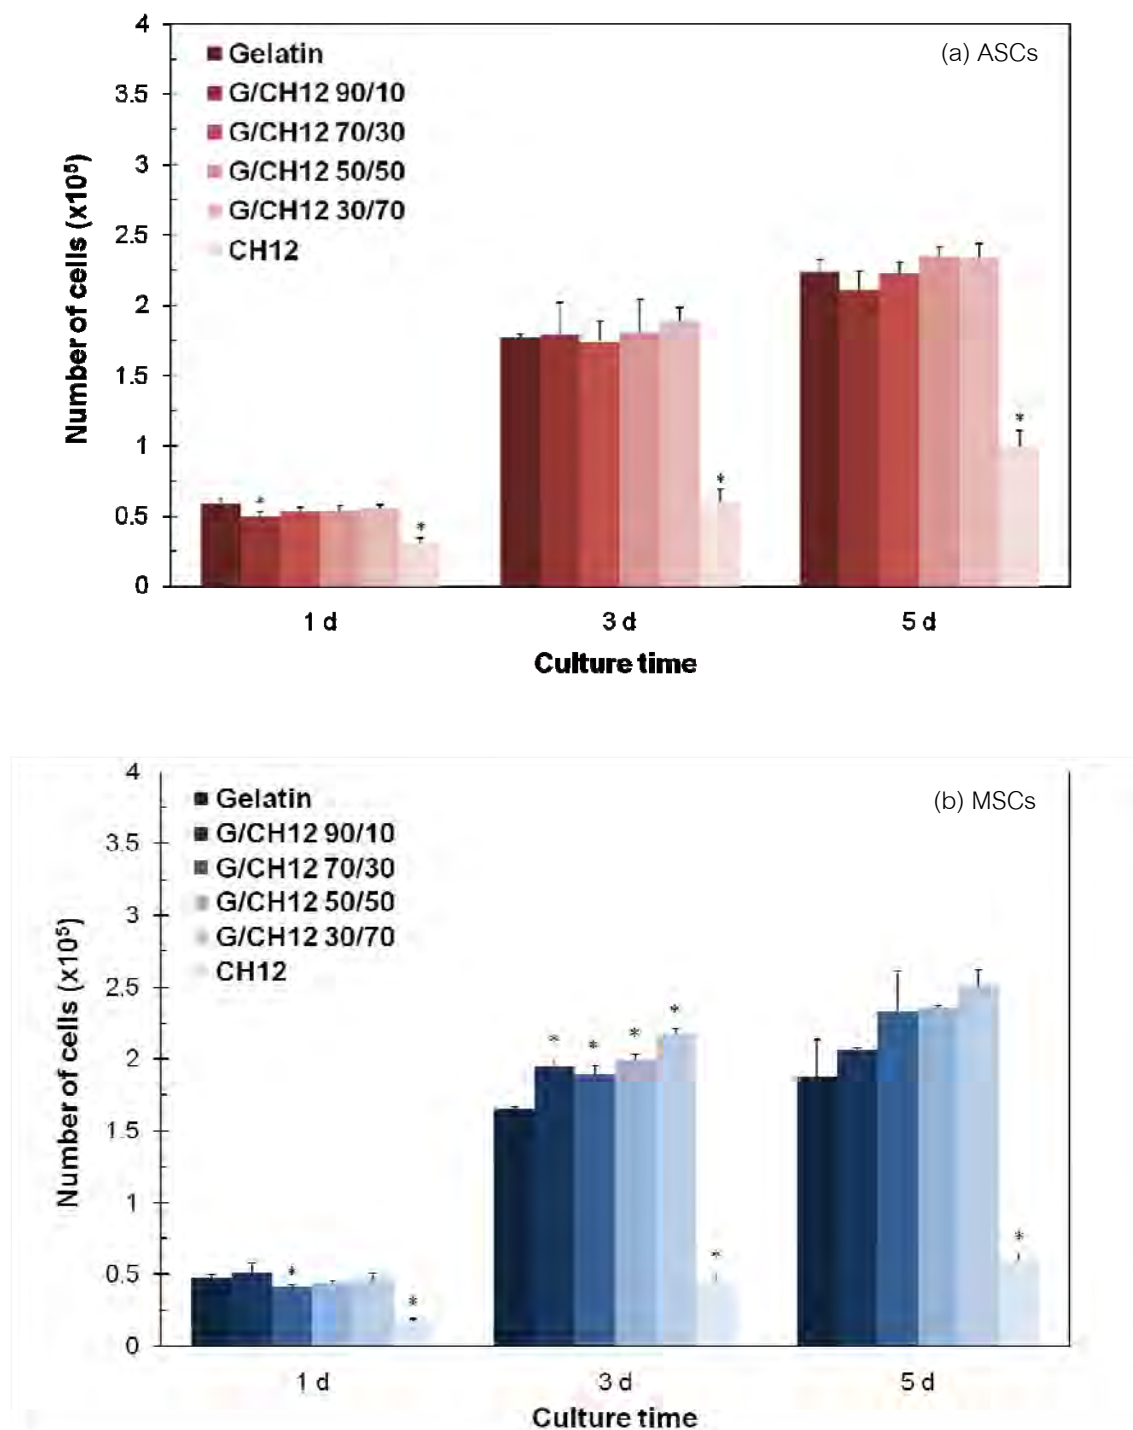 4
3.5
3
2.5
2
1.5
1
0.5
0
Number of cells (x10⁵)
Gelatin
G/CH12 90/10
G/CH12 70/30
G/CH12 50/50
G/CH12 30/70
CH12
(a) ASCs
*
*
*
*
1 d
3 d
5 d
Culture time
4
3.5
3
2.5
2
1.5
1
0.5
0
Number of cells (x10⁵)
Gelatin
G/CH12 90/10
G/CH12 70/30
G/CH12 50/50
G/CH12 30/70
CH12
(b) MSCs
*
*
*
*
*
*
*
*
1 d
3 d
5 d
Culture time